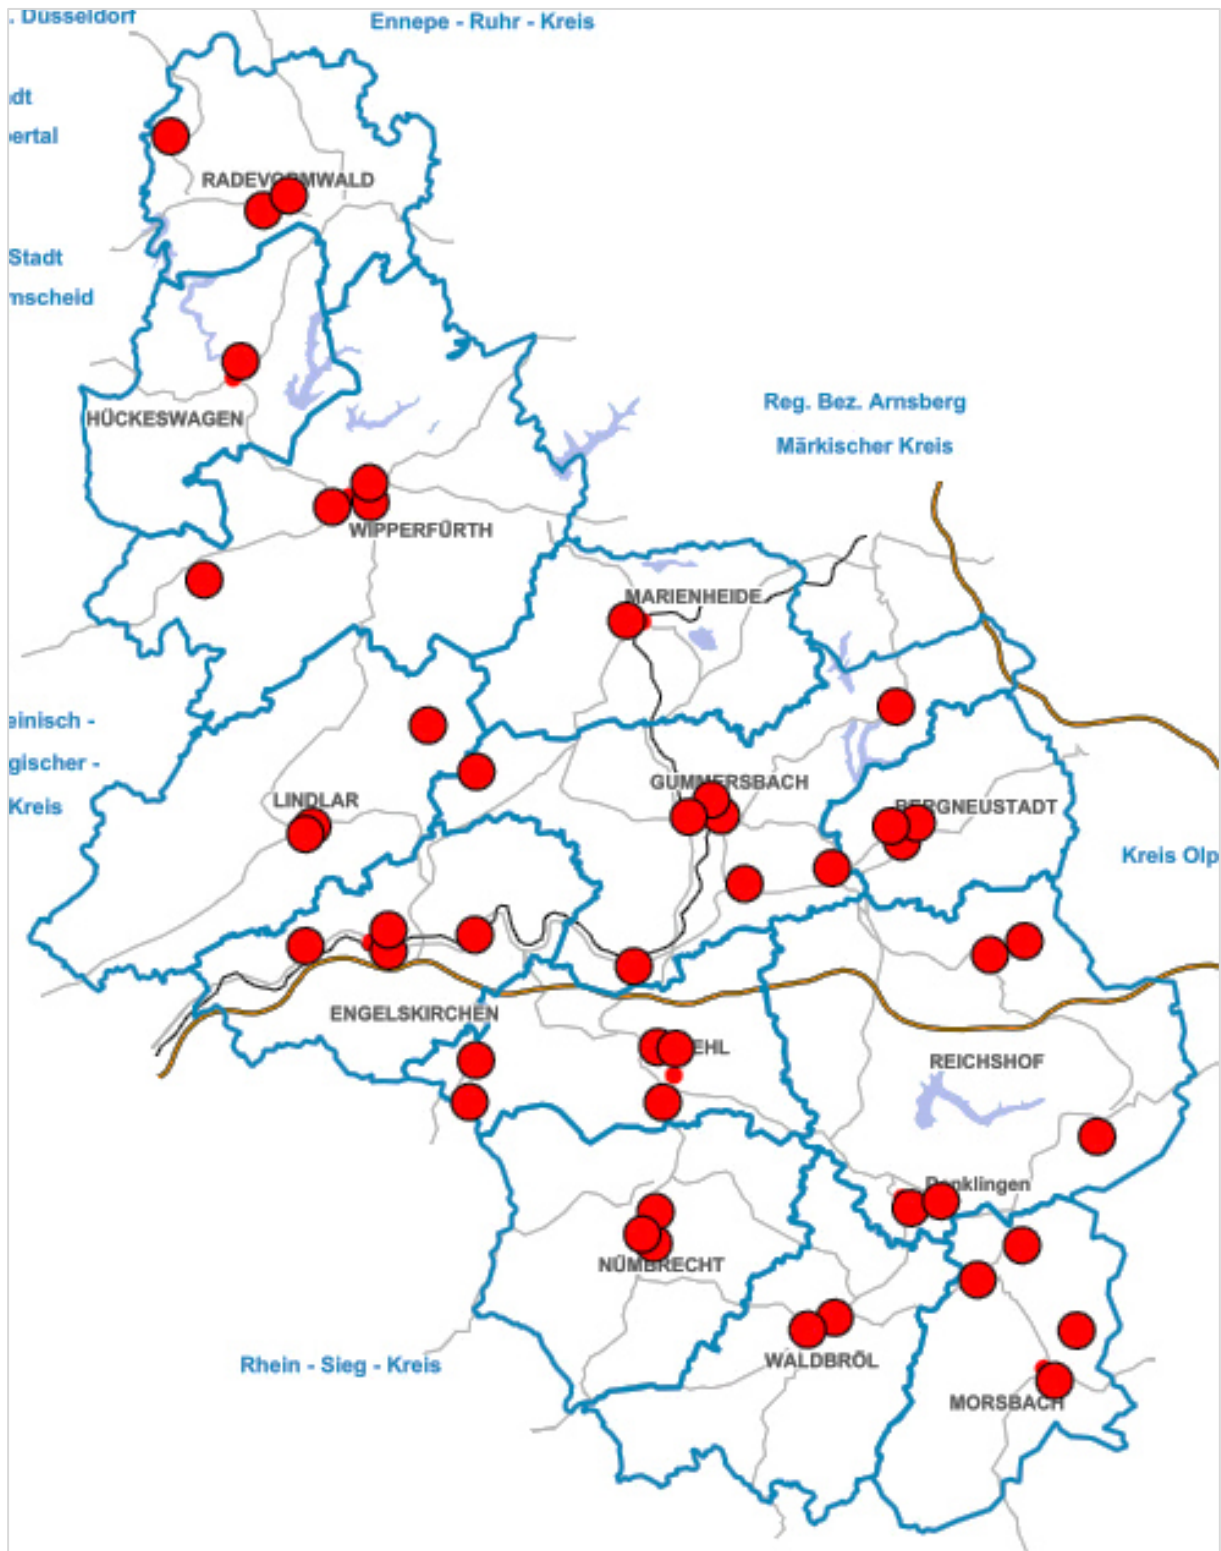 . Düsseldorf
Ennepe - Ruhr - Kreis
dt
ertal
RADEVORMWALD
Stadt
mscheid
HÜCKESWAGEN
Reg. Bez. Arnsberg
Märkischer Kreis
WIPPERFÜRTH
MARIENHEIDE
einisch -
gischer -
Kreis
GUMMERSBACH
LINDLAR
BERGNEUSTADT
Kreis Olp
ENGELSKIRCHEN
EHL
REICHSHOF
Denklingen
NÜMBRECHT
WALDBRÖL
Rhein - Sieg - Kreis
MORSBACH